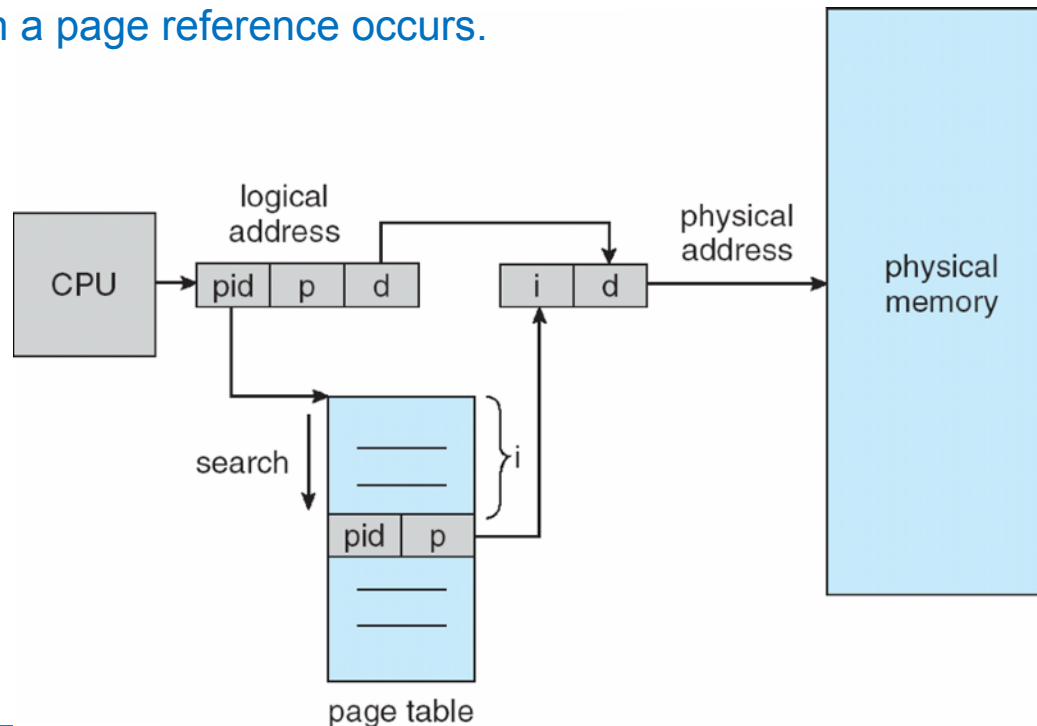 a page reference occurs.
logical
address
physical
address
CPU
pid p d
i d
physical
memory
search
i
pid p
page table